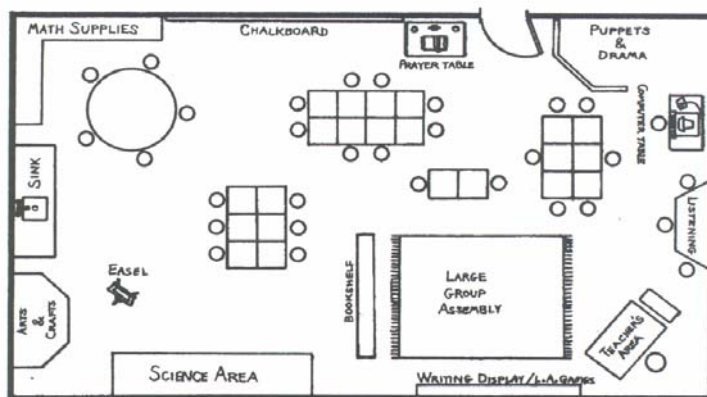 MATH SUPPLIES
CHALKBOARD
PRAYER TABLE
PUPPETS
&
DRAMA
COMPUTER TABLE
SINK
LISTENING
EASEL
ARTS
&
CRAFTS
BOOKSHELF
LARGE
GROUP
ASSEMBLY
TEACHER'S
AREA
SCIENCE AREA
WRITING DISPLAY/L.A. GAMES